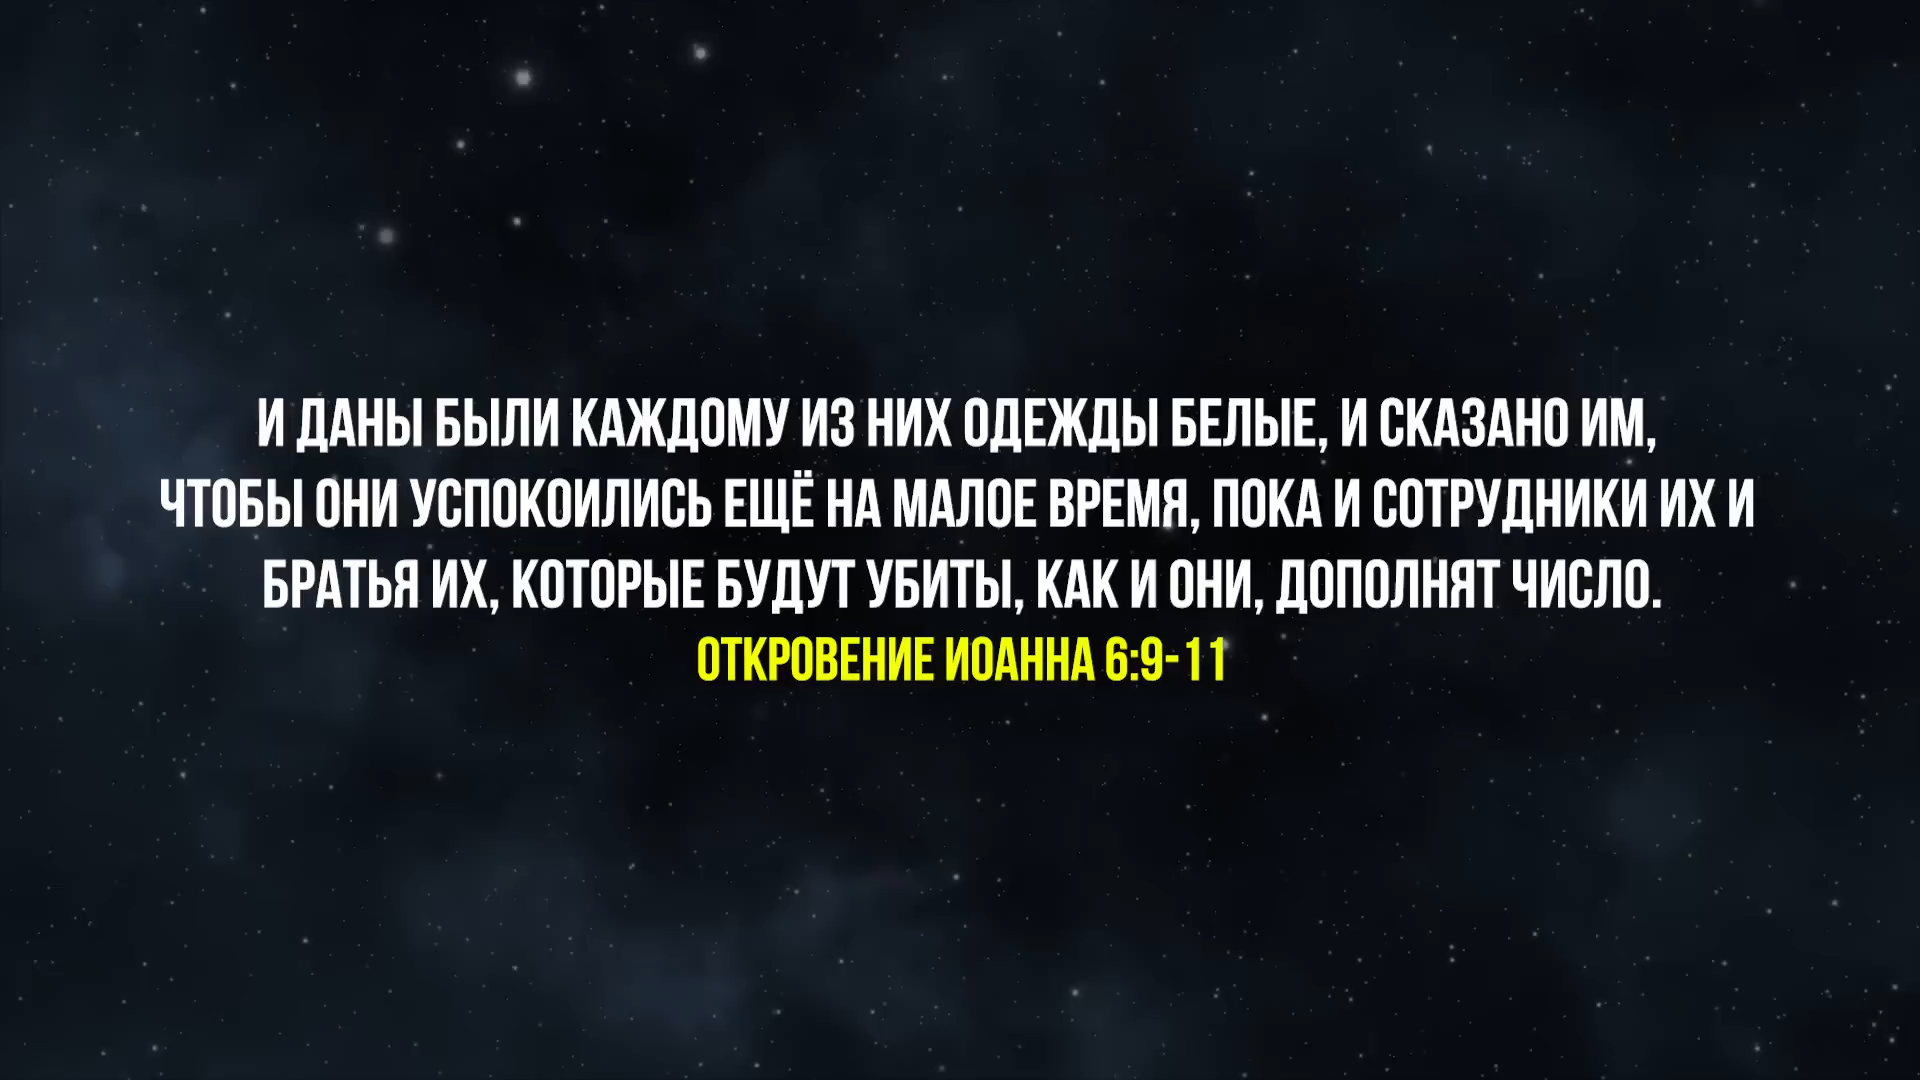 И ДАНЫ БЫЛИ КАЖДОМУ ИЗ НИХ ОДЕЖДЫ БЕЛЫЕ, И СКАЗАНО ИМ,
ЧТОБЫ ОНИ УСПОКОИЛИСЬ ЕЩЁ НА МАЛОЕ ВРЕМЯ, ПОКА И СОТРУДНИКИ ИХ И
БРАТЬЯ ИХ, КОТОРЫЕ БУДУТ УБИТЫ, КАК И ОНИ, ДОПОЛНЯТ ЧИСЛО.
ОТКРОВЕНИЕ ИОАННА 6:9-11